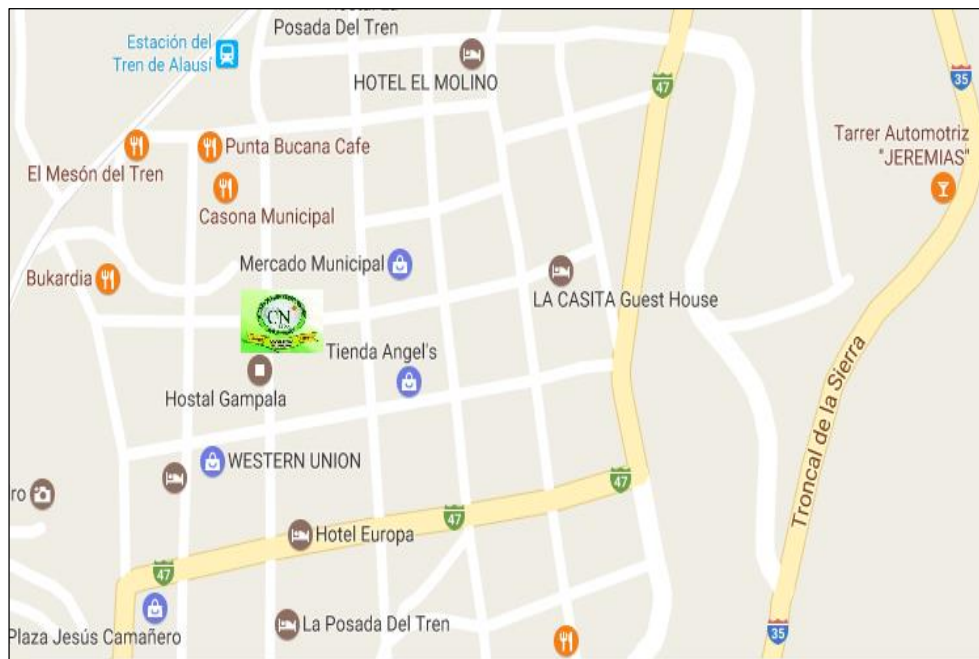 Posada Del Tren
Estación del
Tren de Alausí
HOTEL EL MOLINO
47
35
Tarrer Automotriz
"JEREMIAS"
Punta Bucana Cafe
El Mesón del Tren
Casona Municipal
Mercado Municipal
Bukardia
LA CASITA Guest House
CN
Tienda Angel's
Hostal Gampala
Troncal de la Sierra
WESTERN UNION
ro
47
47
Hotel Europa
47
Plaza Jesús Camañero
La Posada Del Tren
35